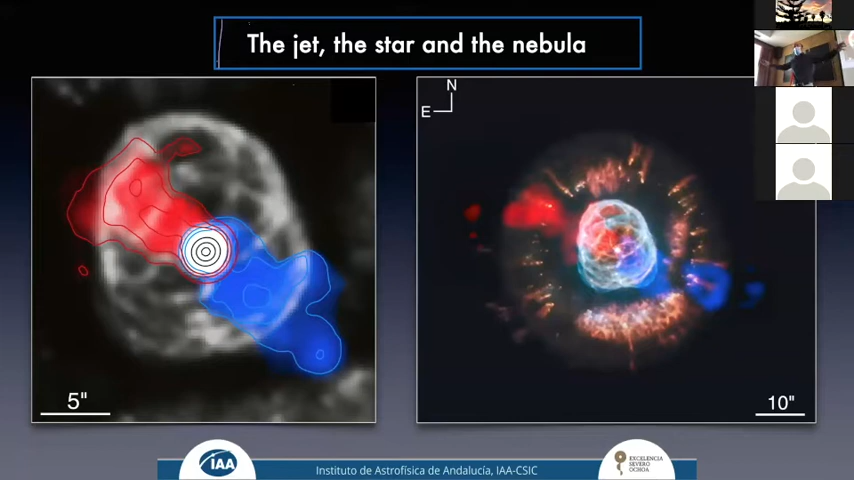 The jet, the star and the nebula
N
E
5"
10"
IAA
Instituto de Astrofísica de Andalucía, IAA-CSIC
EXCELENCIA
SEVERO
OCHOA